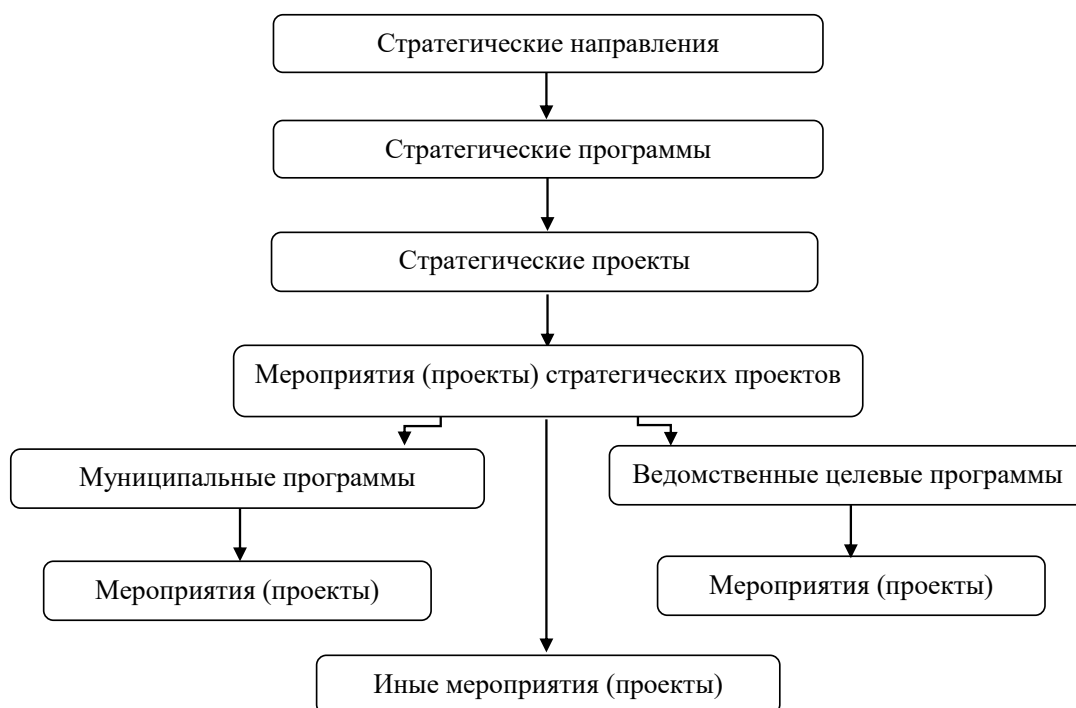 Стратегические направления
Стратегические программы
Стратегические проекты
Мероприятия (проекты) стратегических проектов
Муниципальные программы
Ведомственные целевые программы
Мероприятия (проекты)
Мероприятия (проекты)
Иные мероприятия (проекты)